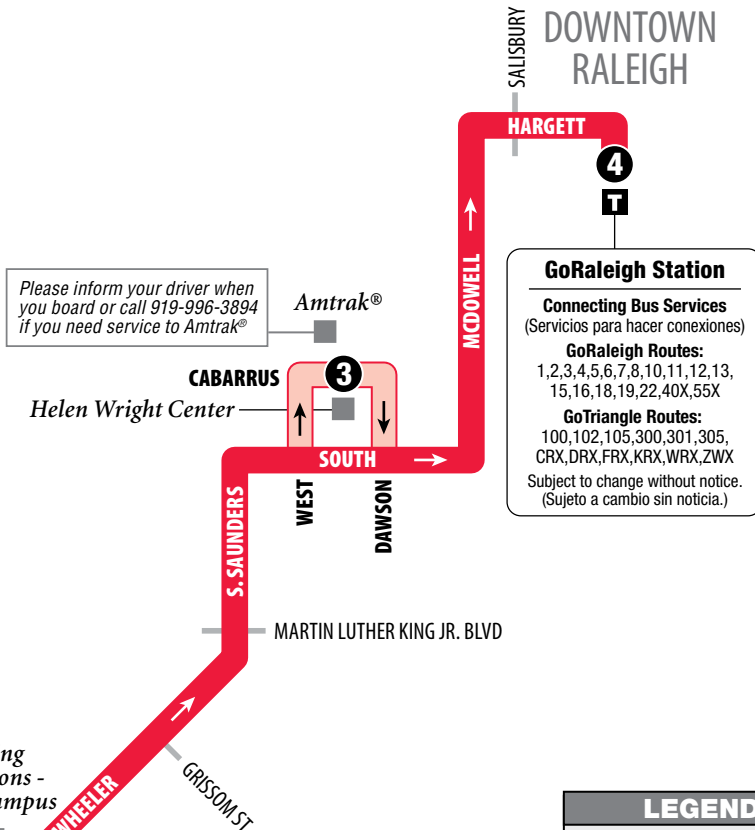 DOWNTOWN
RALEIGH
SALISBURY
HARGETT
4
T
MCDOWELL
GoRaleigh Station
Connecting Bus Services
(Servicios para hacer conexiones)
GoRaleigh Routes:
1,2,3,4,5,6,7,8,10,11,12,13,
15,16,18,19,22,40X,55X
GoTriangle Routes:
100,102,105,300,301,305,
CRX,DRX,FRX,KRX,WRX,ZWX
Subject to change without notice.
(Sujeto a cambio sin noticia.)
Please inform your driver when
you board or call 919-996-3894
if you need service to Amtrak®
Amtrak®
CABARRUS
3
Helen Wright Center
SOUTH
WEST
DAWSON
S. SAUNDERS
MARTIN LUTHER KING JR. BLVD
GRISSOM ST
WHEELER
LEGEND